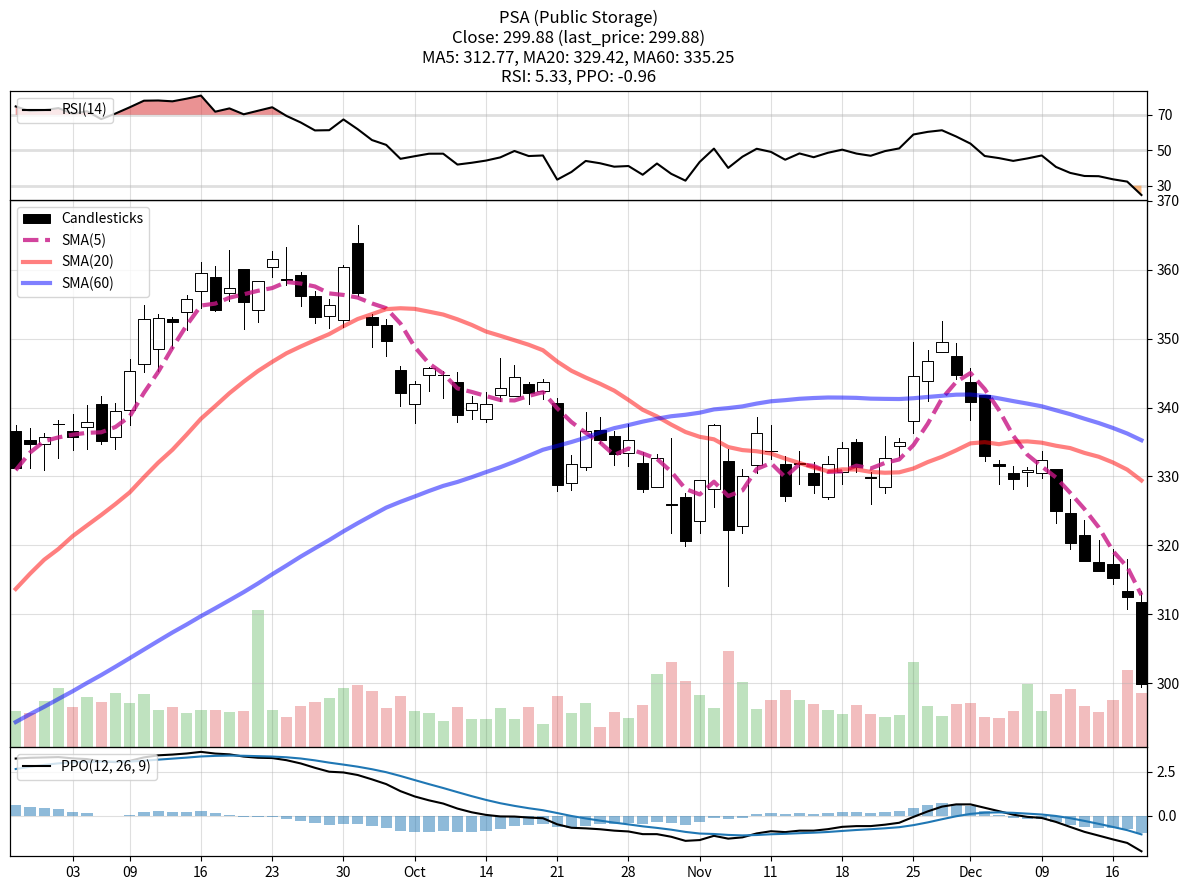 PSA (Public Storage)
Close: 299.88 (last_price: 299.88)
MA5: 312.77, MA20: 329.42, MA60: 335.25
RSI: 5.33, PPO: -0.96
RSI(14)
70
50
30
370
Candlesticks
SMA(5)
SMA(20)
SMA(60)
360
350
340
330
320
310
300
PPO(12, 26, 9)
2.5
0.0
03 09 16 23 30 Oct 14 21 28 Nov 11 18 25 Dec 09 16